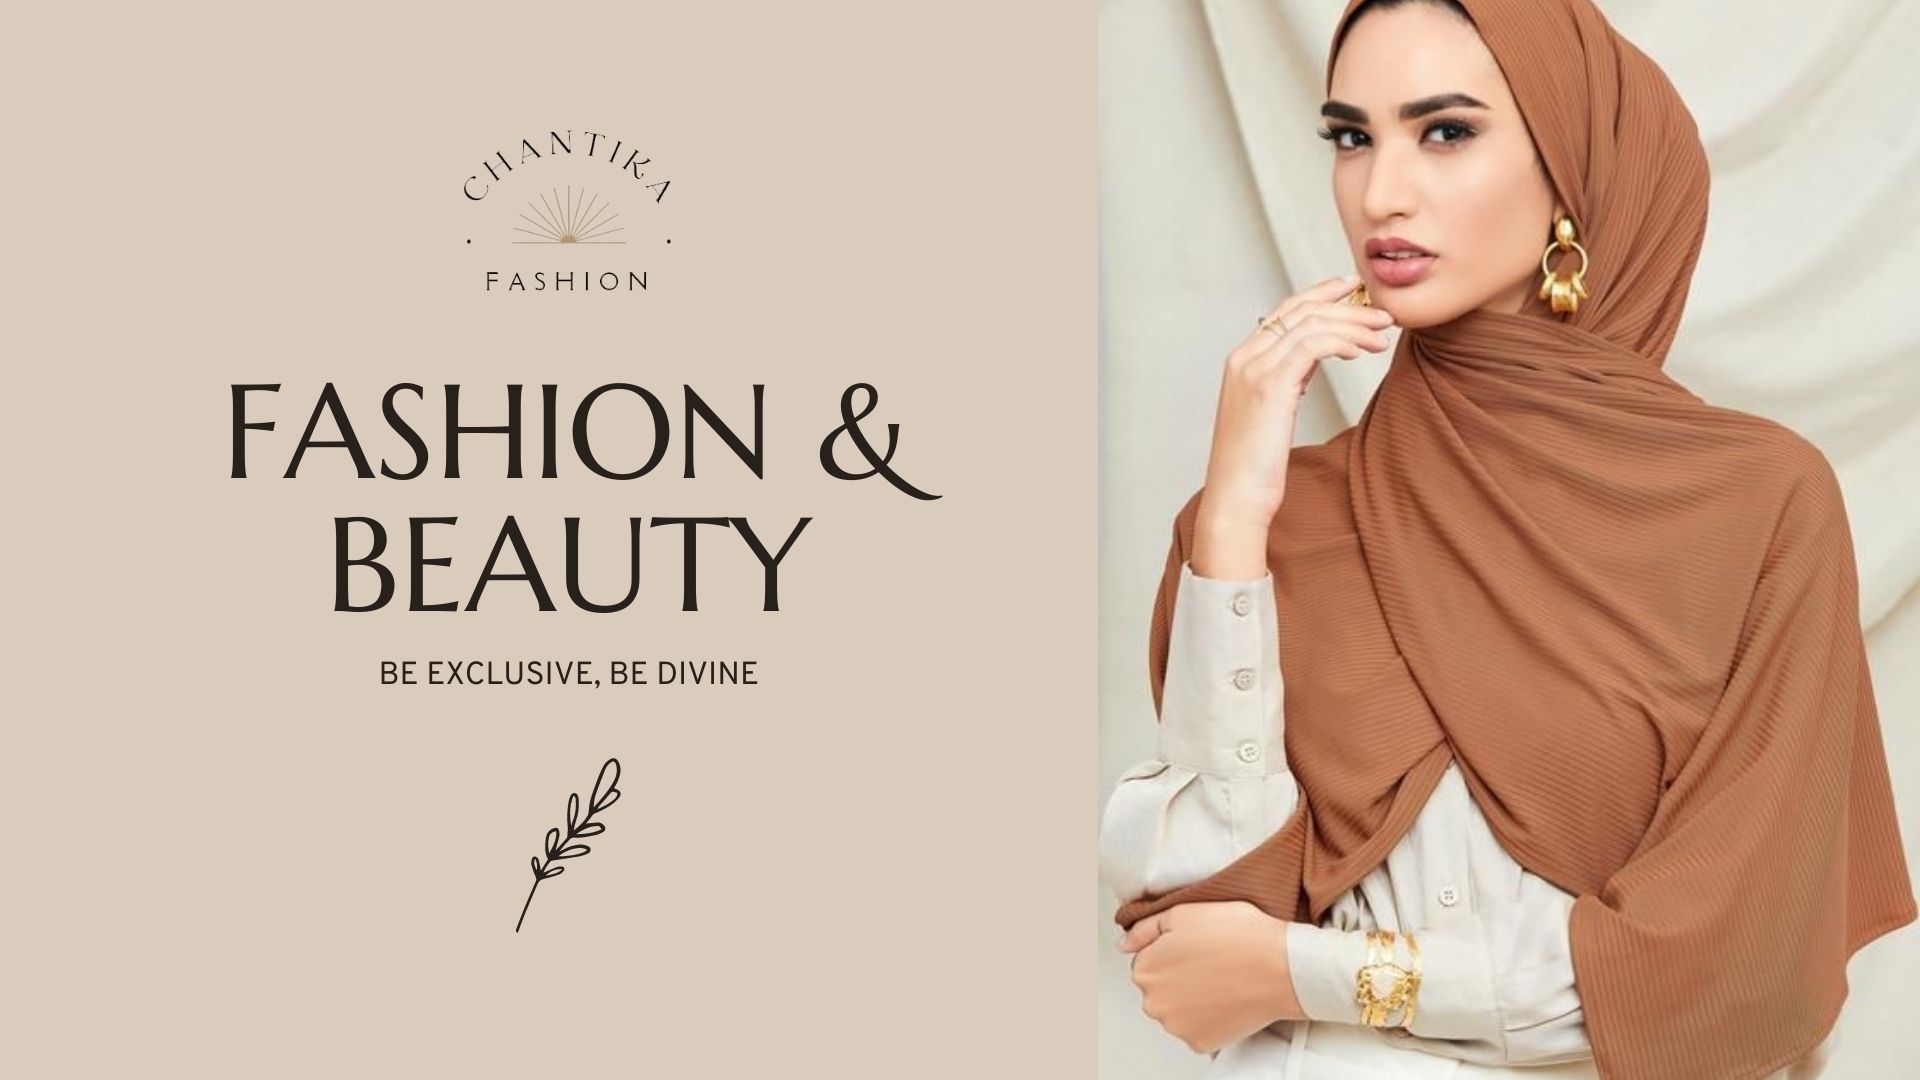 CHANTIKA
FASHION
FASHION &
BEAUTY
BE EXCLUSIVE, BE DIVINE